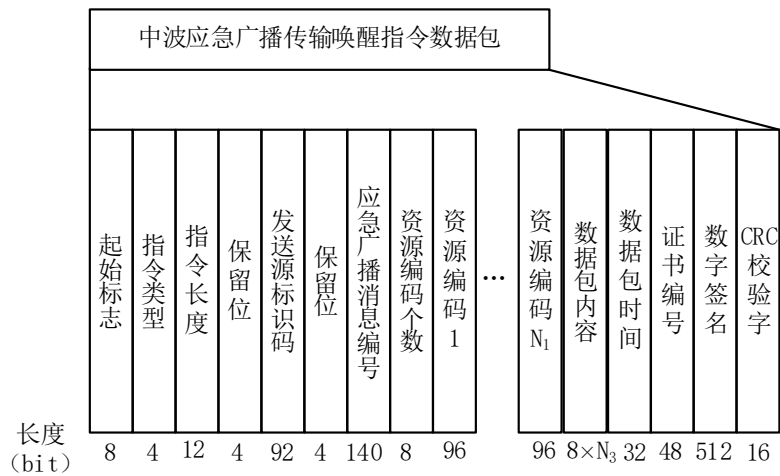 中波应急广播传输唤醒指令数据包
起始标志
指令类型
指令长度
保留位
发送源标识码
保留位
应急广播消息编号
资源编码个数
资源编码1
...
资源编码N₁
数据包内容
数据包时间
证书编号
数字签名
CRC校验字
长度
(bit)
8 4 12 4 92 4 140 8 96 96 8×N₃ 32 48 512 16